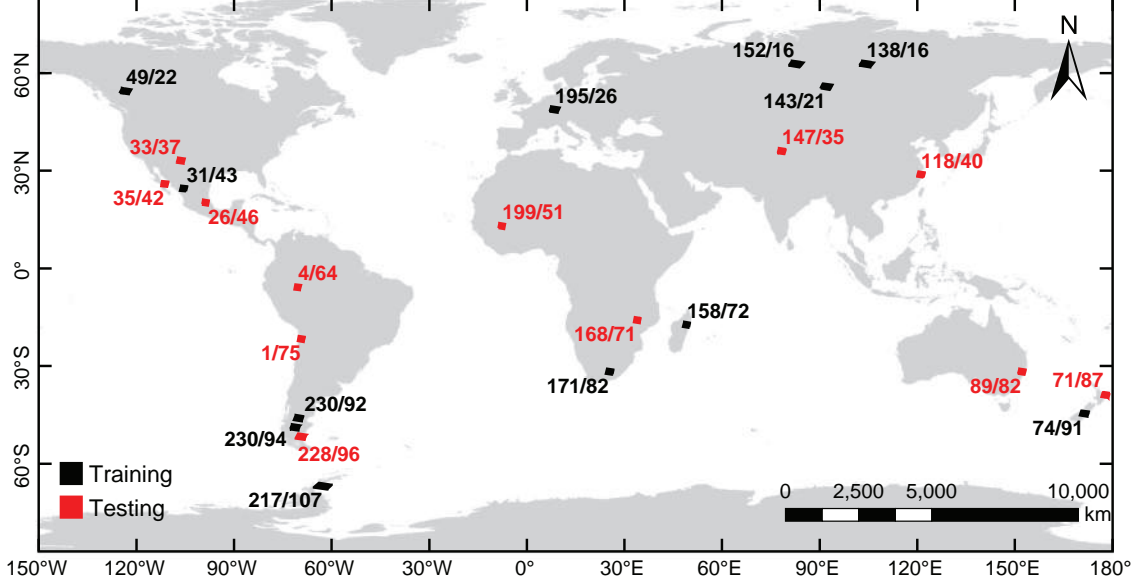 N
152/16
138/16
60°N
49/22
195/26
143/21
33/37
147/35
118/40
30°N
31/43
35/42
26/46
199/51
4/64
0°
158/72
168/71
1/75
30°S
171/82
89/82
71/87
230/92
74/91
230/94
228/96
60°S
Training
217/107
Testing
0 2,500 5,000 10,000
km
150°W 120°W 90°W 60°W 30°W 0° 30°E 60°E 90°E 120°E 150°E 180°